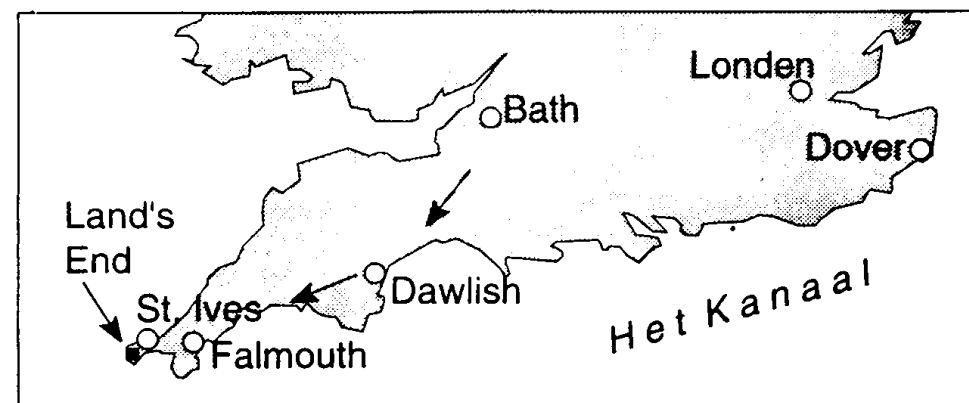 Londen
Bath
Dover
Land's
End
St. Ives
Dawlish
Falmouth
Het Kanaal